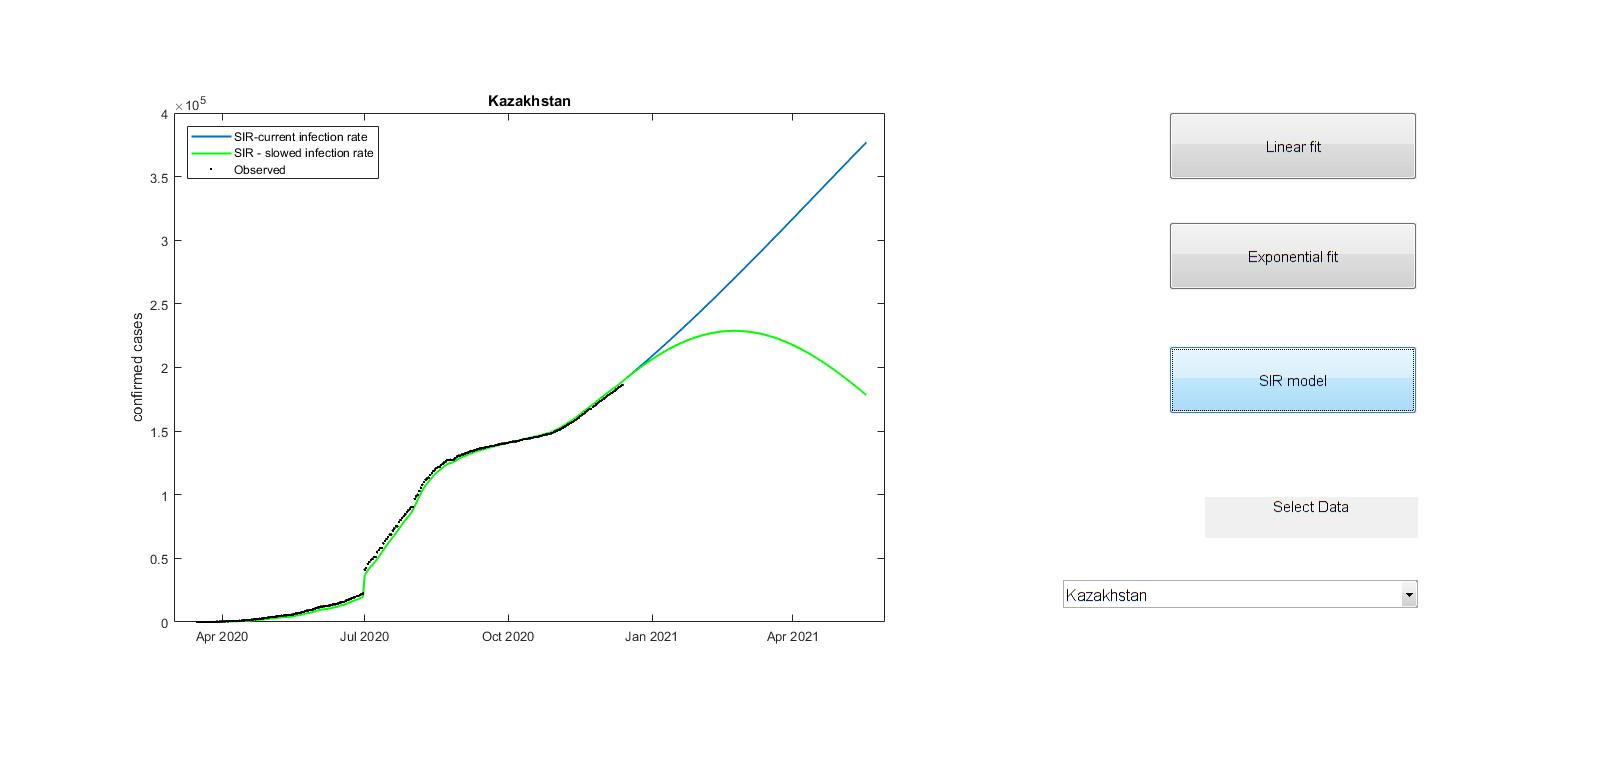 Kazakhstan
×10^5
4
3.5
3
2.5
2
1.5
1
0.5
0
confirmed cases
SIR-current infection rate
SIR - slowed infection rate
Observed
Apr 2020
Jul 2020
Oct 2020
Jan 2021
Apr 2021
Linear fit
Exponential fit
SIR model
Select Data
Kazakhstan